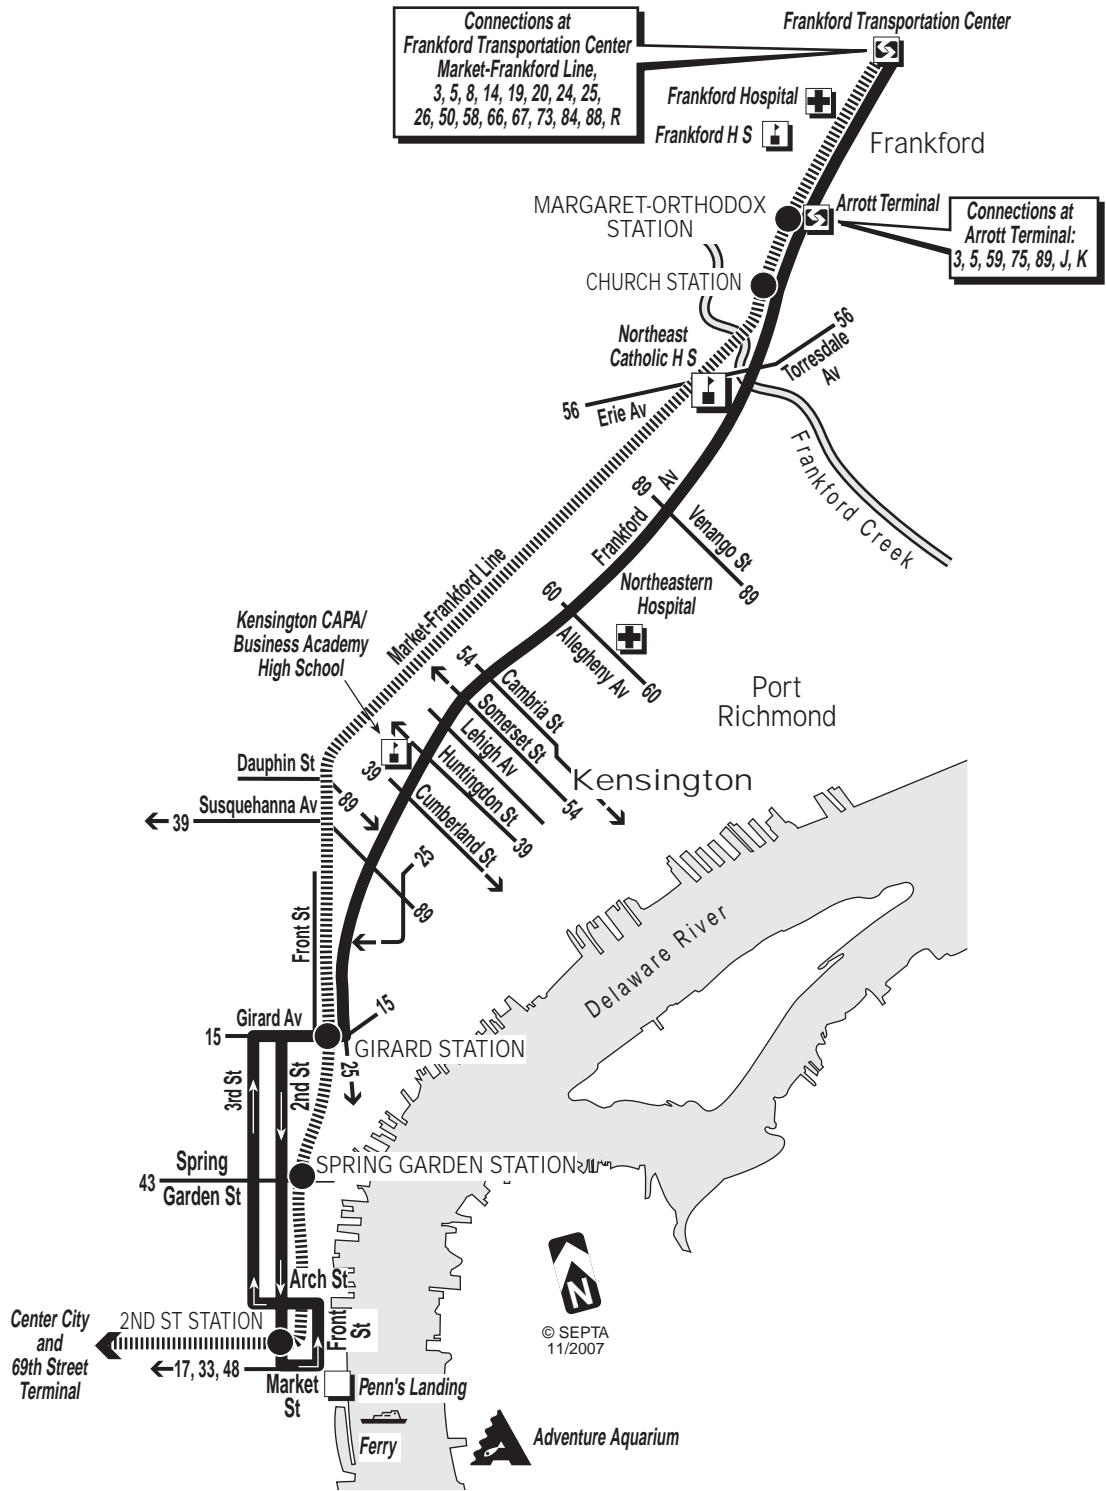 Connections at
Frankford Transportation Center
Market-Frankford Line,
3, 5, 8, 14, 19, 20, 24, 25,
26, 50, 58, 66, 67, 73, 84, 88, R
Frankford Transportation Center
Frankford Hospital
Frankford H S
Frankford
MARGARET-ORTHODOX
STATION
Arrott Terminal
Connections at
Arrott Terminal:
3, 5, 59, 75, 89, J, K
CHURCH STATION
Northeast
Catholic H S
56
Torresdale
Av
56
Erie Av
Frankford Creek
89
Frankford Av
Venango St
89
Northeastern
Hospital
60
Allegheny Av
60
Market-Frankford Line
Kensington CAPA/
Business Academy
High School
54
Cambria St
Somerset St
54
Lehigh Av
Port
Richmond
Kensington
Huntingdon St
39
39
Cumberland St
Dauphin St
89
Susquehanna Av
39
25
89
Front St
Delaware River
15
Girard Av
15
GIRARD STATION
25
3rd St
2nd St
Spring
Garden St
43
SPRING GARDEN STATION
Arch St
N
© SEPTA
11/2007
Center City
and
69th Street
Terminal
2ND ST STATION
Front
St
17, 33, 48
Market
St
Penn's Landing
Ferry
Adventure Aquarium